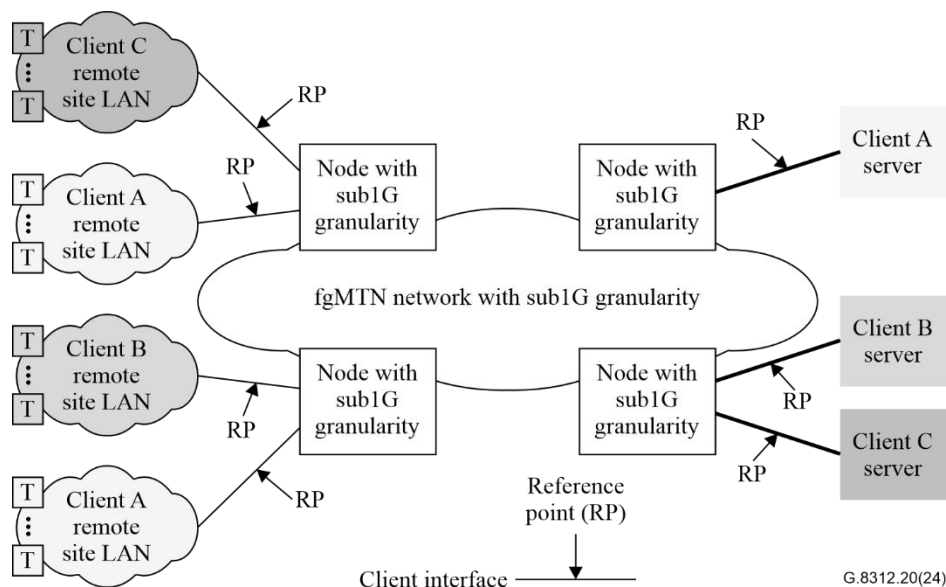 T
T
Client C
remote
site LAN
RP
RP
T
T
Client A
remote
site LAN
Node with
sub1G
granularity
Node with
sub1G
granularity
RP
Client A
server
fgMTN network with sub1G granularity
T
T
Client B
remote
site LAN
RP
T
T
Client A
remote
site LAN
RP
Node with
sub1G
granularity
Node with
sub1G
granularity
Client B
server
RP
Client C
server
RP
Reference
point (RP)
Client interface
G.8312.20(24)